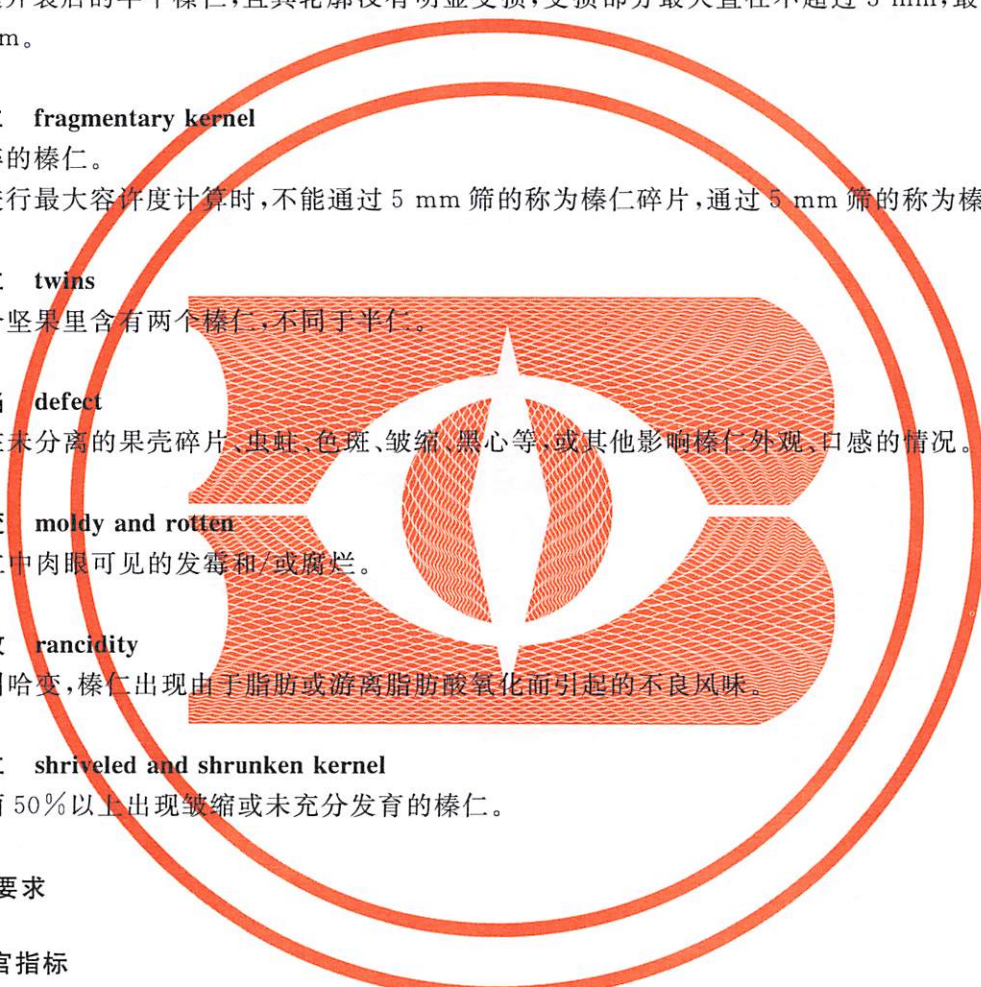 开裂后的半个榛仁,且其轮廓没有明显受损,受损部分最大直径不超过 3 mm,最
m。
fragmentary kernel
的榛仁。
行最大容许度计算时,不能通过 5 mm 筛的称为榛仁碎片,通过 5 mm 筛的称为榛
twins
坚果里含有两个榛仁,不同于半仁。
defect
未分离的果壳碎片、虫蛀、色斑、皱缩、黑心等,或其他影响榛仁外观、口感的情况。
moldy and rotten
中肉眼可见的发霉和/或腐烂。
rancidity
哈变,榛仁出现由于脂肪或游离脂肪酸氧化而引起的不良风味。
shriveled and shrunken kernel
50%以上出现皱缩或未充分发育的榛仁。
要求
官指标